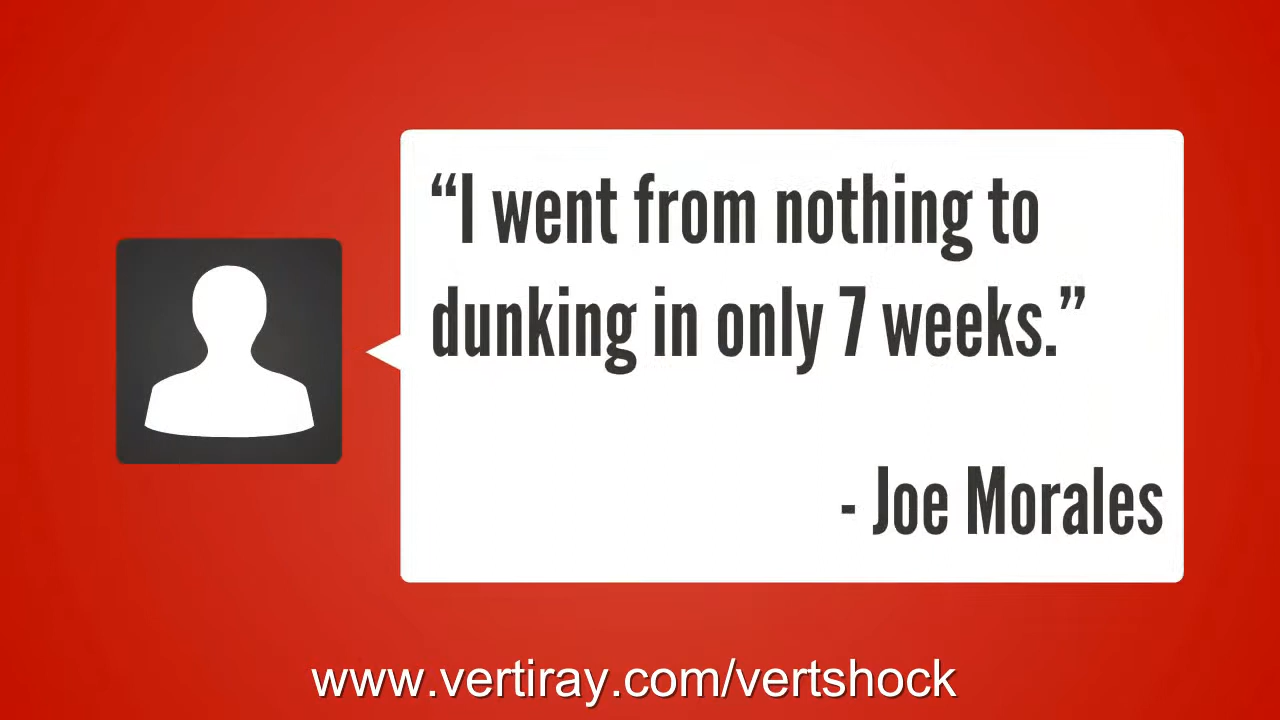 “I went from nothing to
dunking in only 7 weeks.”
- Joe Morales
www.vertiray.com/vertshock